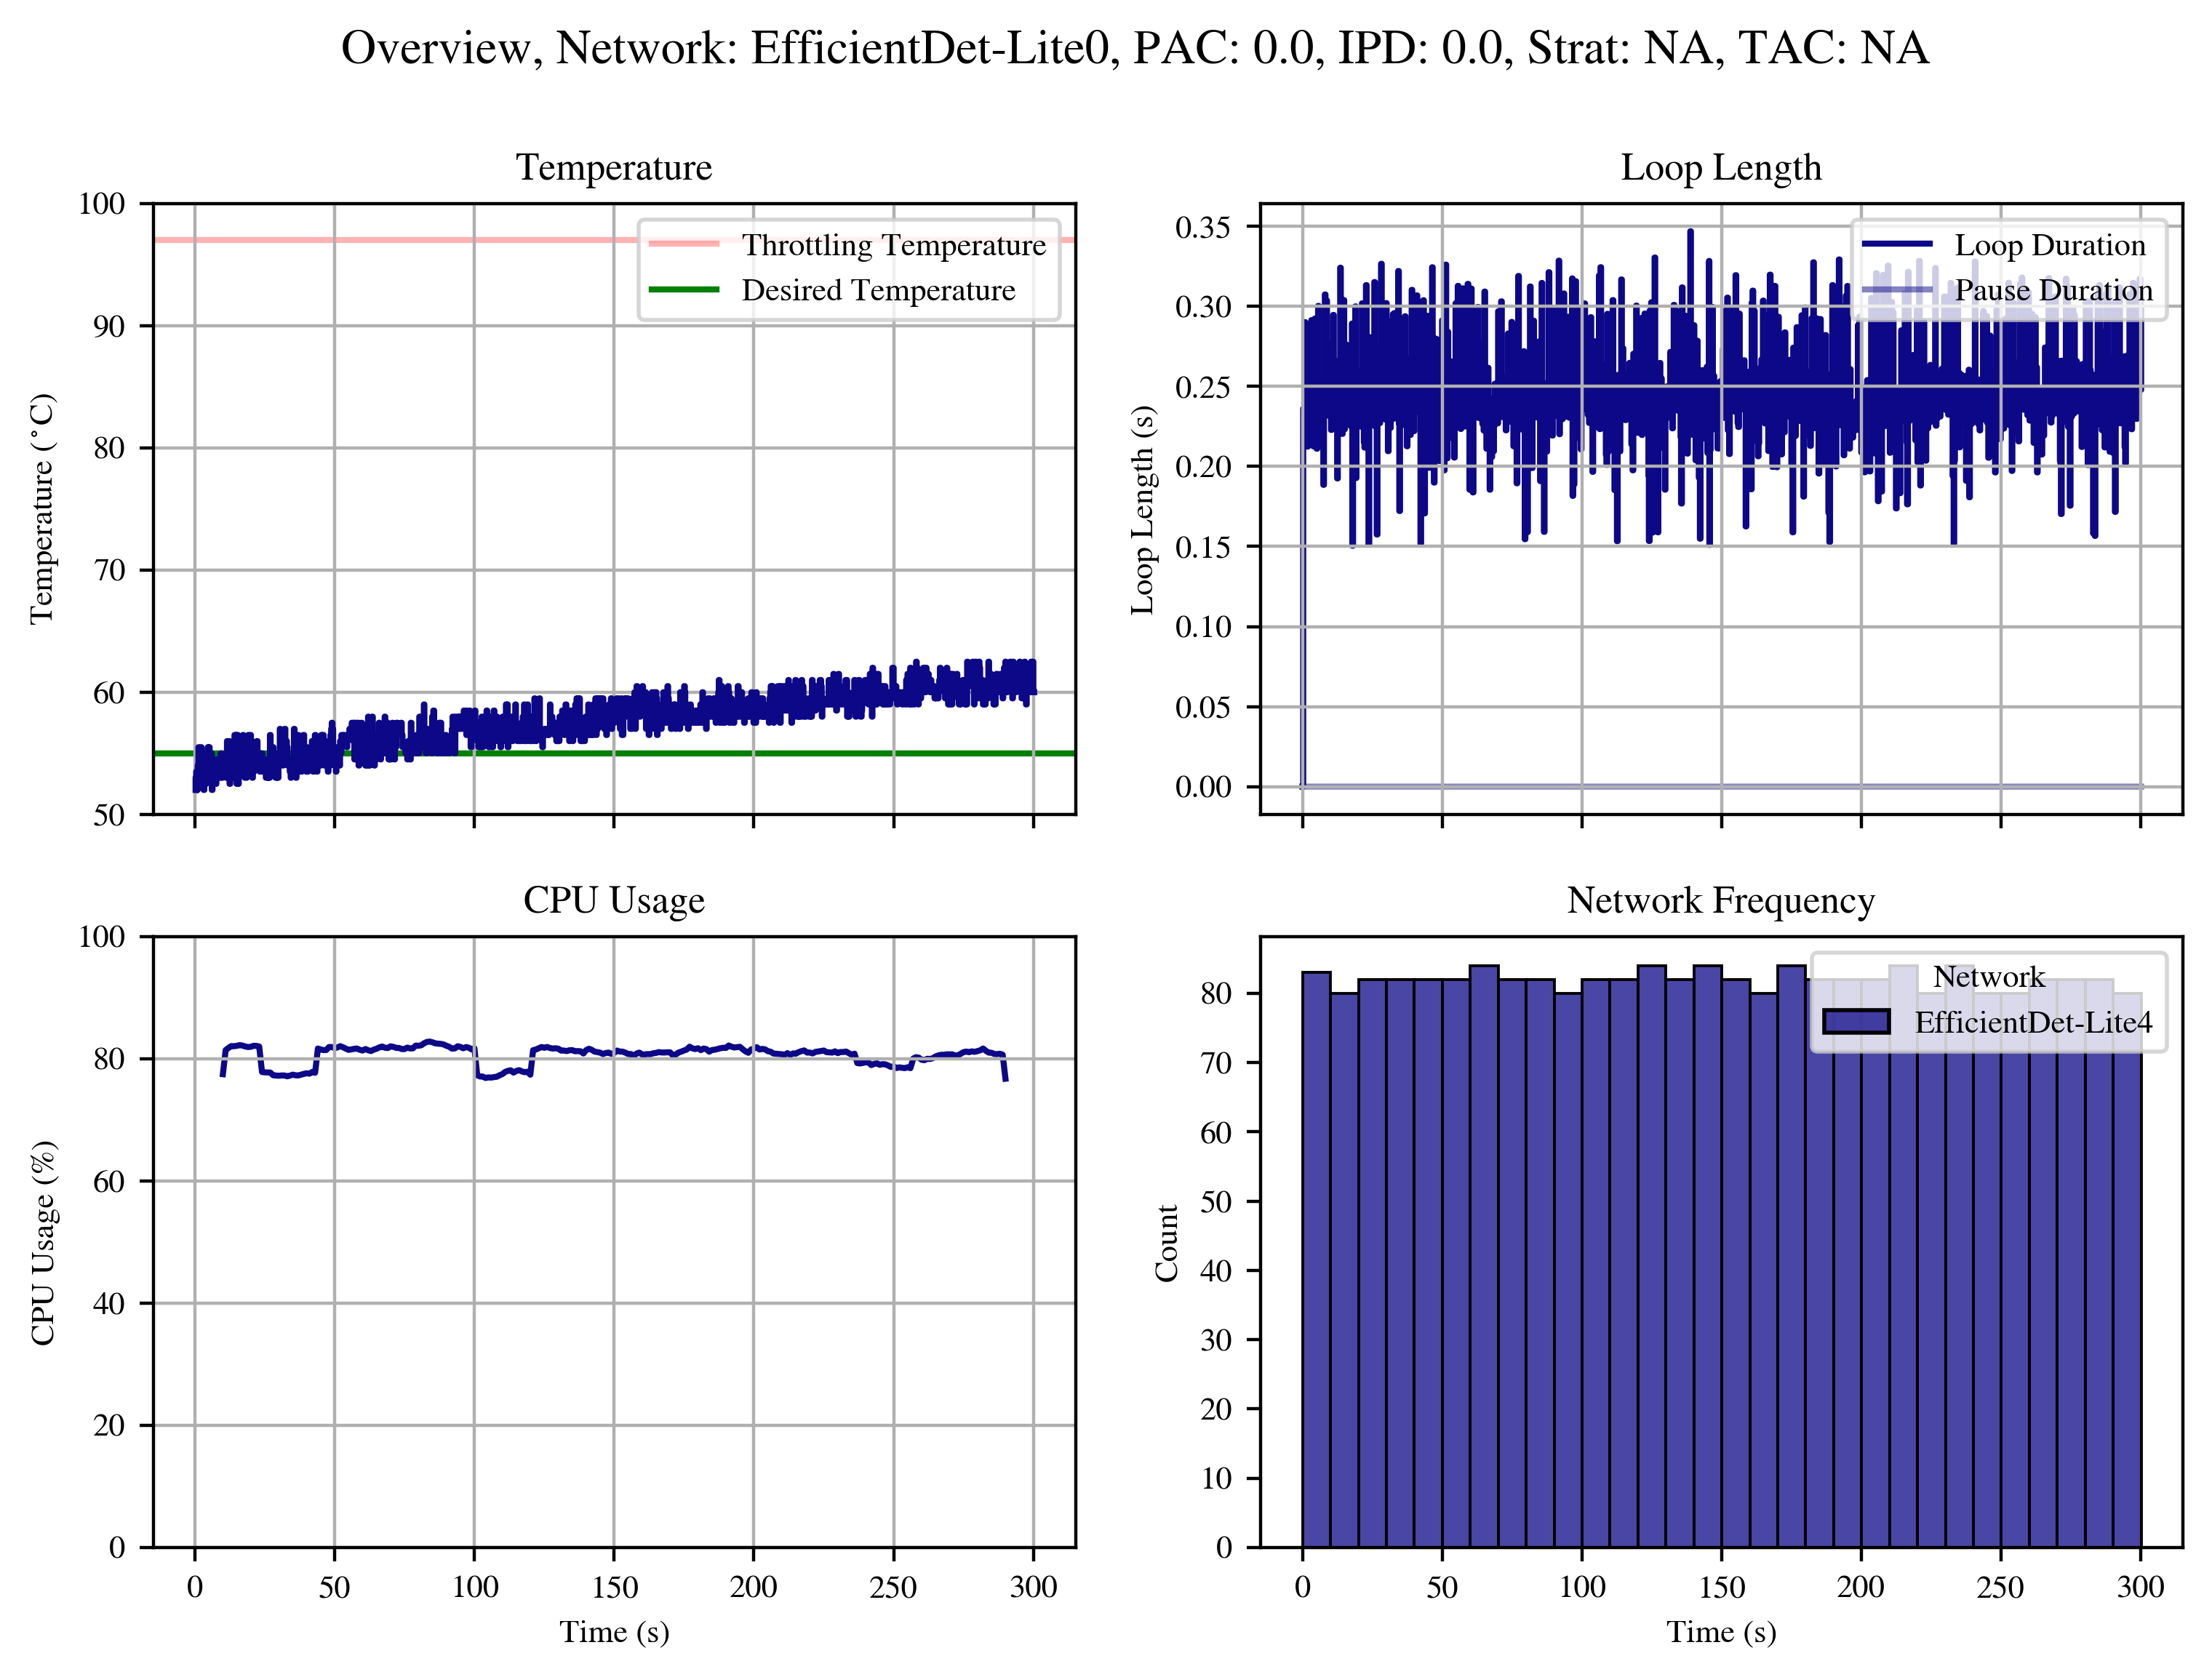 Overview, Network: EfficientDet-Lite0, PAC: 0.0, IPD: 0.0, Strat: NA, TAC: NA
Temperature
100
90
80
70
60
50
Temperature (°C)
Throttling Temperature
Desired Temperature
Loop Length
0.35
0.30
0.25
0.20
0.15
0.10
0.05
0.00
Loop Length (s)
Loop Duration
Pause Duration
CPU Usage
100
80
60
40
20
0
CPU Usage (%)
0 50 100 150 200 250 300
Time (s)
Network Frequency
80
70
60
50
40
30
20
10
0
Count
Network
EfficientDet-Lite4
0 50 100 150 200 250 300
Time (s)